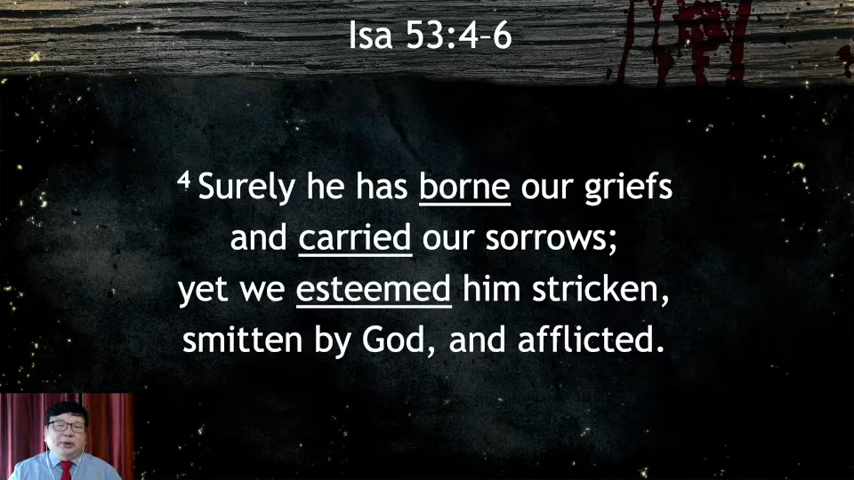 Isa 53:4-6
4 Surely he has borne our griefs
and carried our sorrows;
yet we esteemed him stricken,
smitten by God, and afflicted.